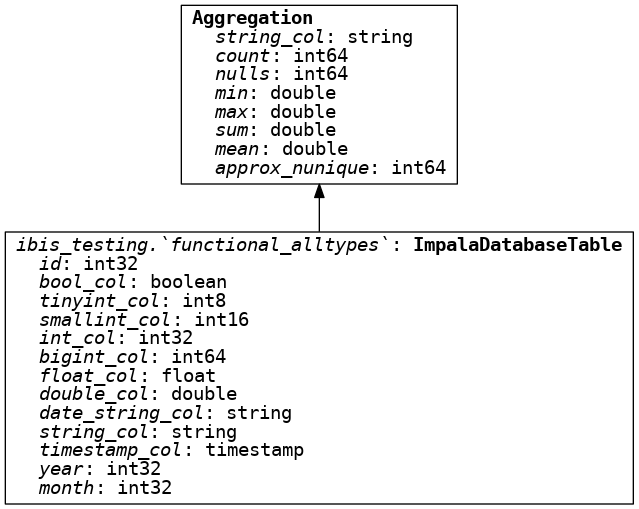 Aggregation
string_col: string
count: int64
nulls: int64
min: double
max: double
sum: double
mean: double
approx_nunique: int64
ibis_testing.`functional_alltypes`: ImpalaDatabaseTable
id: int32
bool_col: boolean
tinyint_col: int8
smallint_col: int16
int_col: int32
bigint_col: int64
float_col: float
double_col: double
date_string_col: string
string_col: string
timestamp_col: timestamp
year: int32
month: int32